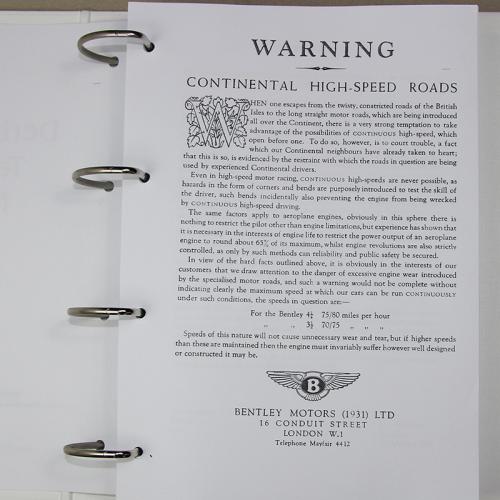 WARNING
CONTINENTAL HIGH-SPEED ROADS
WHEN one escapes from the twisty, constricted roads of the British
Isles to the long straight motor roads, which are being introduced
all over the Continent, there is a very strong temptation to take
advantage of the possibilities of CONTINUOUS high-speed, which
open before one. To do so, however, is to court trouble, a fact
which our Continental neighbours have already taken to heart;
that this is so, is evidenced by the restraint with which the roads in question are being
used by experienced Continental drivers.
Even in high-speed motor racing, CONTINUOUS high-speeds are never possible, as
hazards in the form of corners and bends are purposely introduced to test the skill of
the driver, such bends incidentally also preventing the engine from being wrecked
by CONTINUOUS high-speed driving.
The same factors apply to aeroplane engines, obviously in this sphere there is
nothing to restrict the pilot other than engine limitations, but experience has shown that
it is necessary in the interests of engine life to restrict the power output of an aeroplane
engine to round about 65% of its maximum, whilst engine revolutions are also strictly
controlled, as only by such methods can reliability and public safety be secured.
In view of the hard facts outlined above, it is obviously in the interests of our
customers that we draw attention to the danger of excessive engine wear introduced
by the specialised motor roads, and such a warning would not be complete without
indicating clearly the maximum speed at which our cars can be run CONTINUOUSLY
under such conditions, the speeds in question are:—
For the Bentley 4¼ 75/80 miles per hour
„ „ 3½ 70/75 „ „ „
Speeds of this nature will not cause unnecessary wear and tear, but if higher speeds
than these are maintained then the engine must invariably suffer however well designed
or constructed it may be.
B
BENTLEY MOTORS (1931) LTD
16 CONDUIT STREET
LONDON W.1
Telephone Mayfair 4412